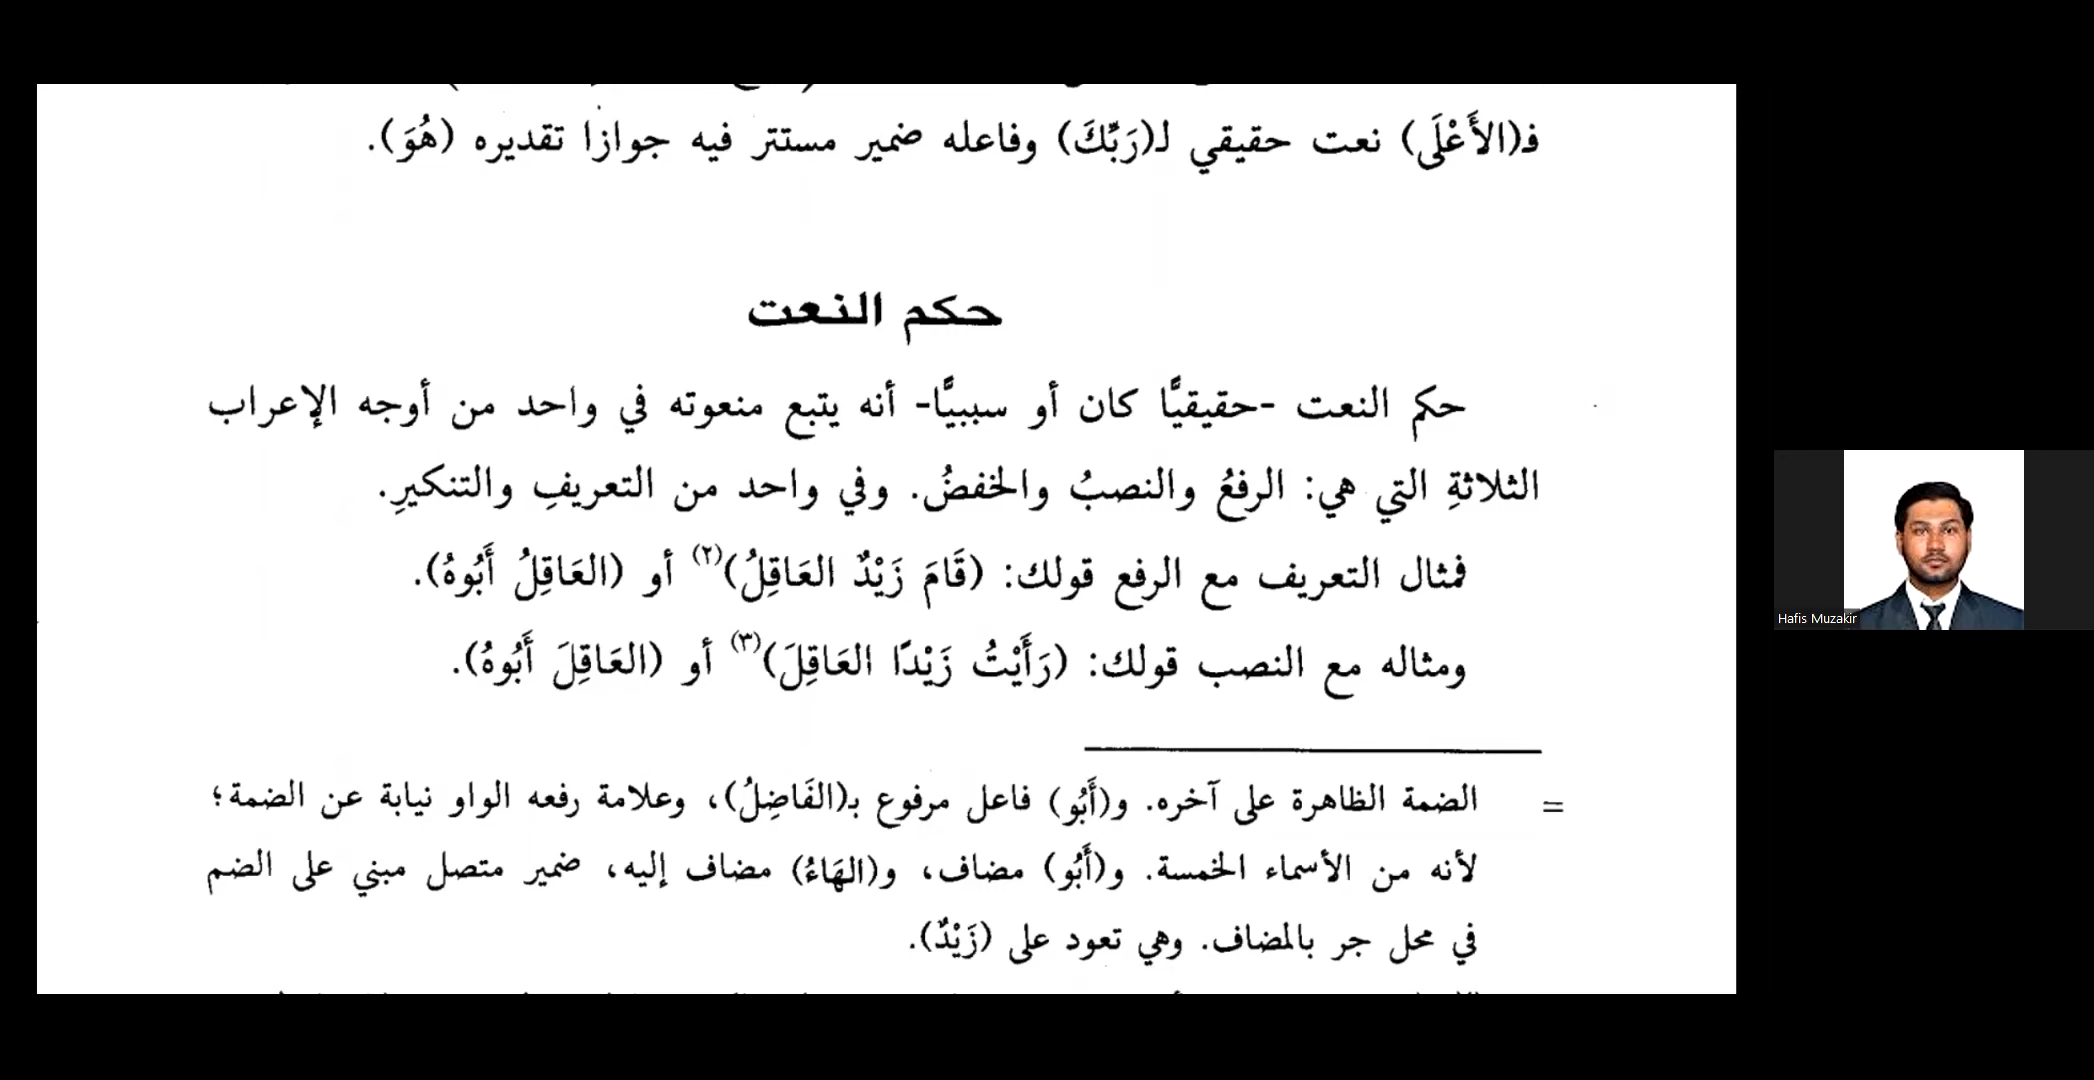 فـ(الأَعْلَى) نعت حقيقي لـ(رَبِّكَ) وفاعله ضمير مستتر فيه جوازا تقديره (هُوَ).
حكم النعت
حكم النعت -حقيقيًّا كان أو سببيًّا- أنه يتبع منعوته في واحد من أوجه الإعراب
الثلاثةِ التي هي: الرفعُ والنصبُ والخفضُ. وفي واحد من التعريفِ والتنكيرِ.
فمثال التعريف مع الرفع قولك: (قَامَ زَيْدٌ العَاقِلُ)(٢) أو (العَاقِلُ أَبُوهُ).
ومثاله مع النصب قولك: (رَأَيْتُ زَيْدًا العَاقِلَ)(٣) أو (العَاقِلَ أَبُوهُ).
= الضمة الظاهرة على آخره. و(أَبُو) فاعل مرفوع بـ(الفَاضِلُ)، وعلامة رفعه الواو نيابة عن الضمة؛
لأنه من الأسماء الخمسة. و(أَبُو) مضاف، و(الهَاءُ) مضاف إليه، ضمير متصل مبني على الضم
في محل جر بالمضاف. وهي تعود على (زَيْدٌ).
Hafis Muzakir